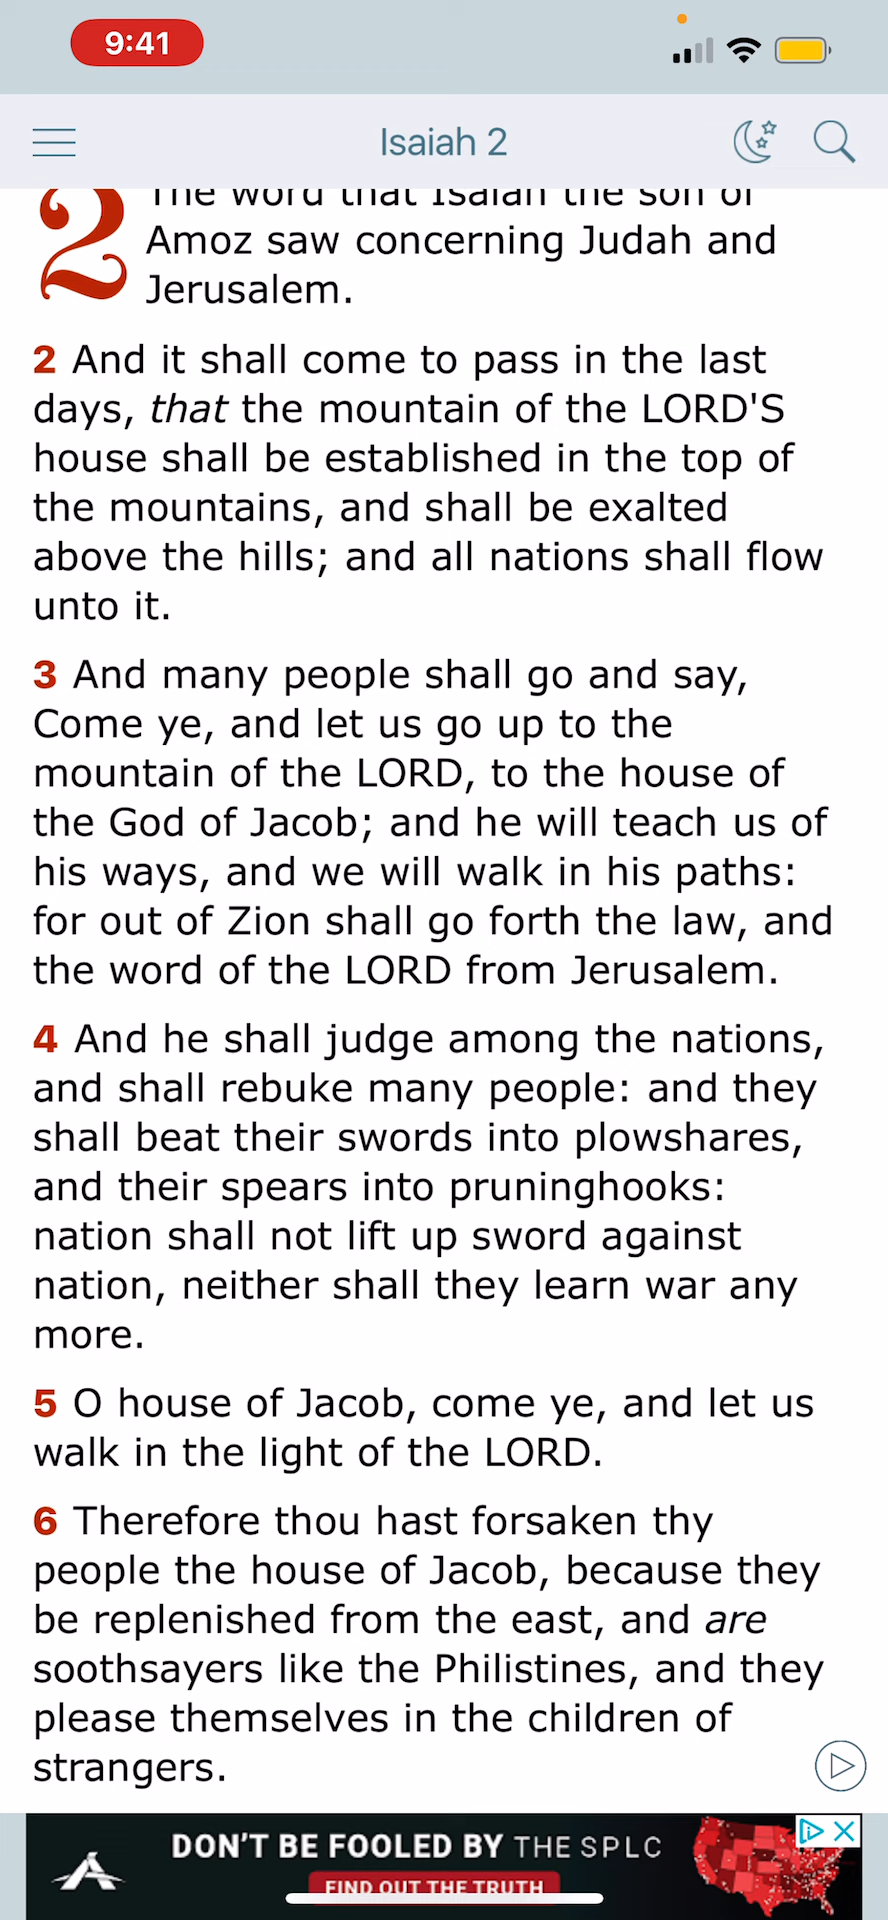 9:41
Isaiah 2
2 The word that Isaiah the son of
Amoz saw concerning Judah and
Jerusalem.
2 And it shall come to pass in the last
days, that the mountain of the LORD'S
house shall be established in the top of
the mountains, and shall be exalted
above the hills; and all nations shall flow
unto it.
3 And many people shall go and say,
Come ye, and let us go up to the
mountain of the LORD, to the house of
the God of Jacob; and he will teach us of
his ways, and we will walk in his paths:
for out of Zion shall go forth the law, and
the word of the LORD from Jerusalem.
4 And he shall judge among the nations,
and shall rebuke many people: and they
shall beat their swords into plowshares,
and their spears into pruninghooks:
nation shall not lift up sword against
nation, neither shall they learn war any
more.
5 O house of Jacob, come ye, and let us
walk in the light of the LORD.
6 Therefore thou hast forsaken thy
people the house of Jacob, because they
be replenished from the east, and are
soothsayers like the Philistines, and they
please themselves in the children of
strangers.
DON'T BE FOOLED BY THE SPLC
FIND OUT THE TRUTH